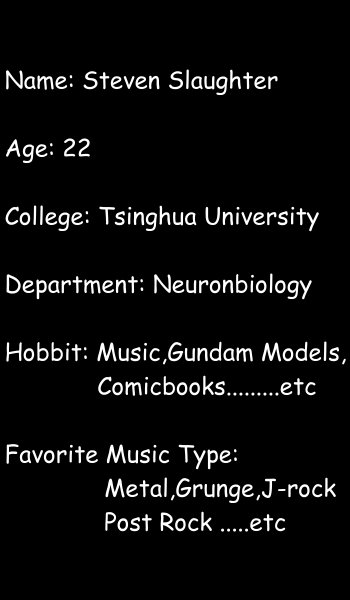 Name: Steven Slaughter
Age: 22
College: Tsinghua University
Department: Neuronbiology
Hobbit: Music,Gundam Models,
Comicbooks.........etc
Favorite Music Type:
Metal,Grunge,J-rock
Post Rock .....etc